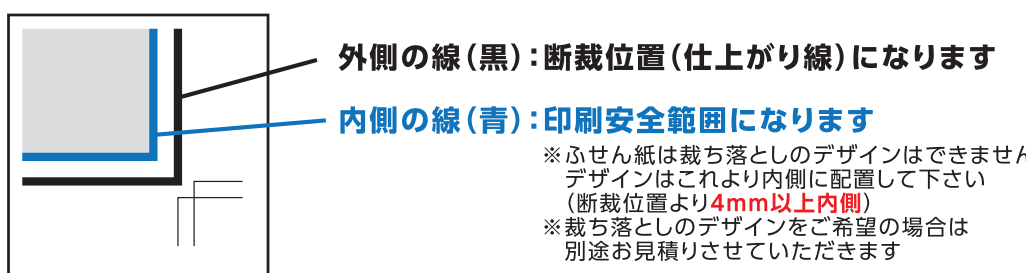 外側の線（黒）：断裁位置（仕上がり線）になります
内側の線（青）：印刷安全範囲になります
※ふせん紙は裁ち落としのデザインはできません
デザインはこれより内側に配置して下さい
（断裁位置より4mm以上内側）
※裁ち落としのデザインをご希望の場合は
別途お見積りさせていただきます